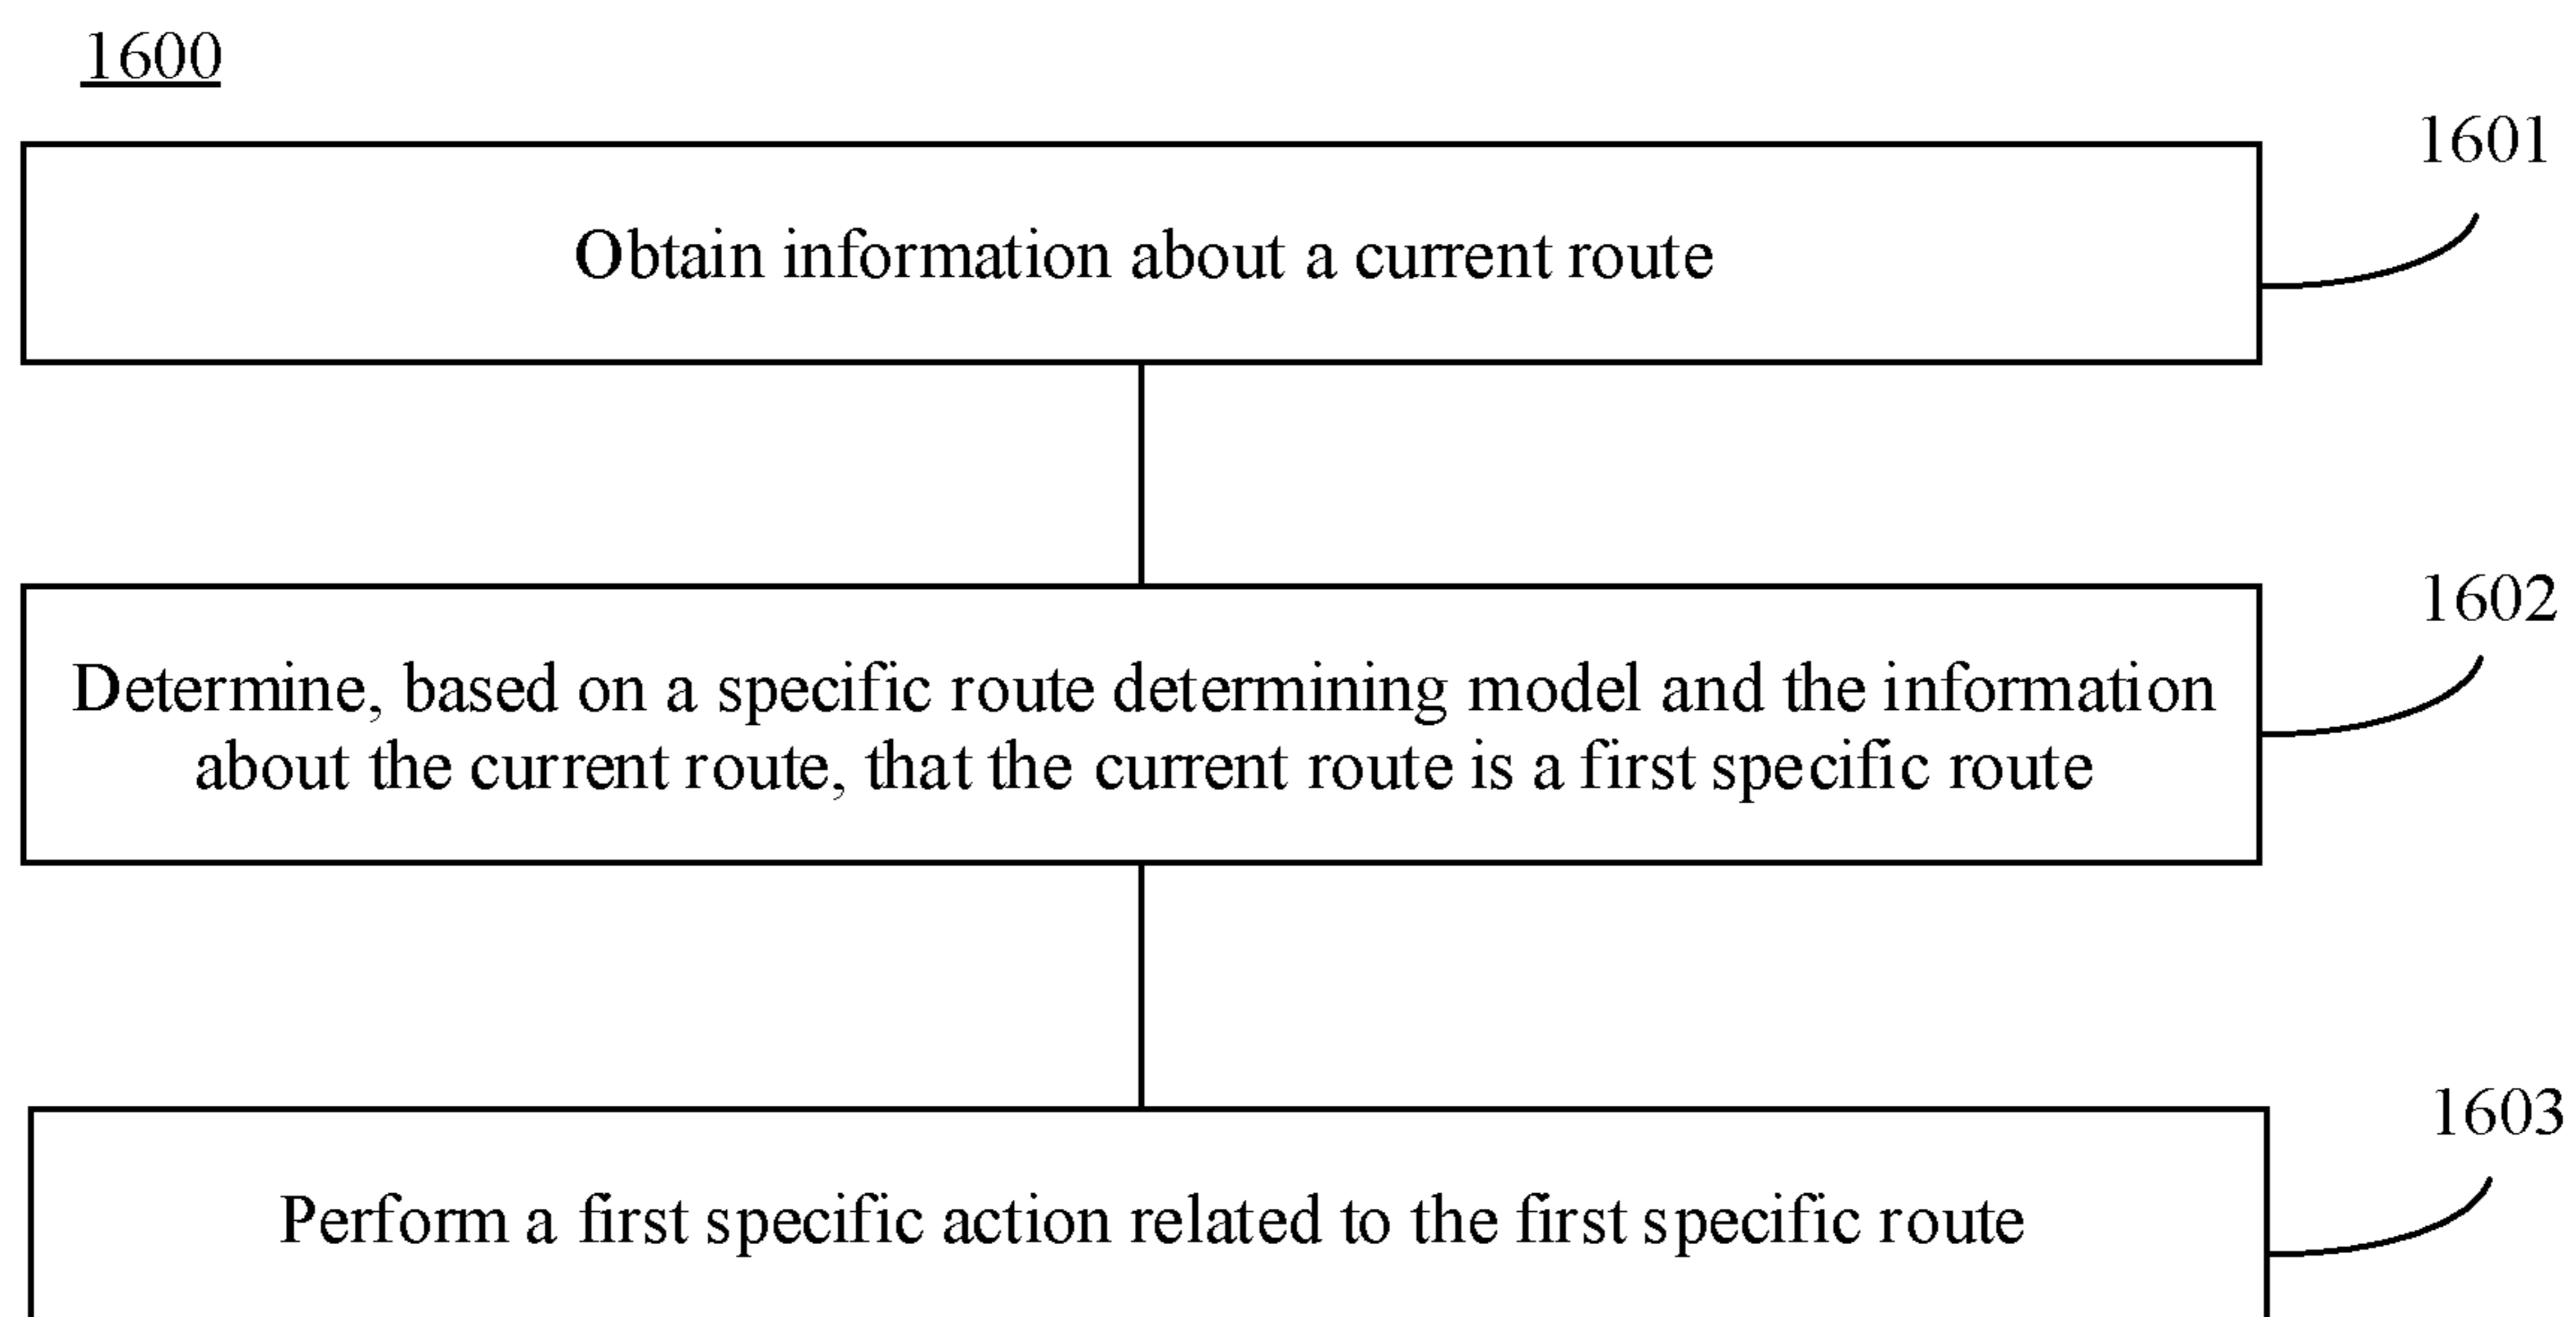 1600
1601
Obtain information about a current route
1602
Determine, based on a specific route determining model and the information
about the current route, that the current route is a first specific route
1603
Perform a first specific action related to the first specific route